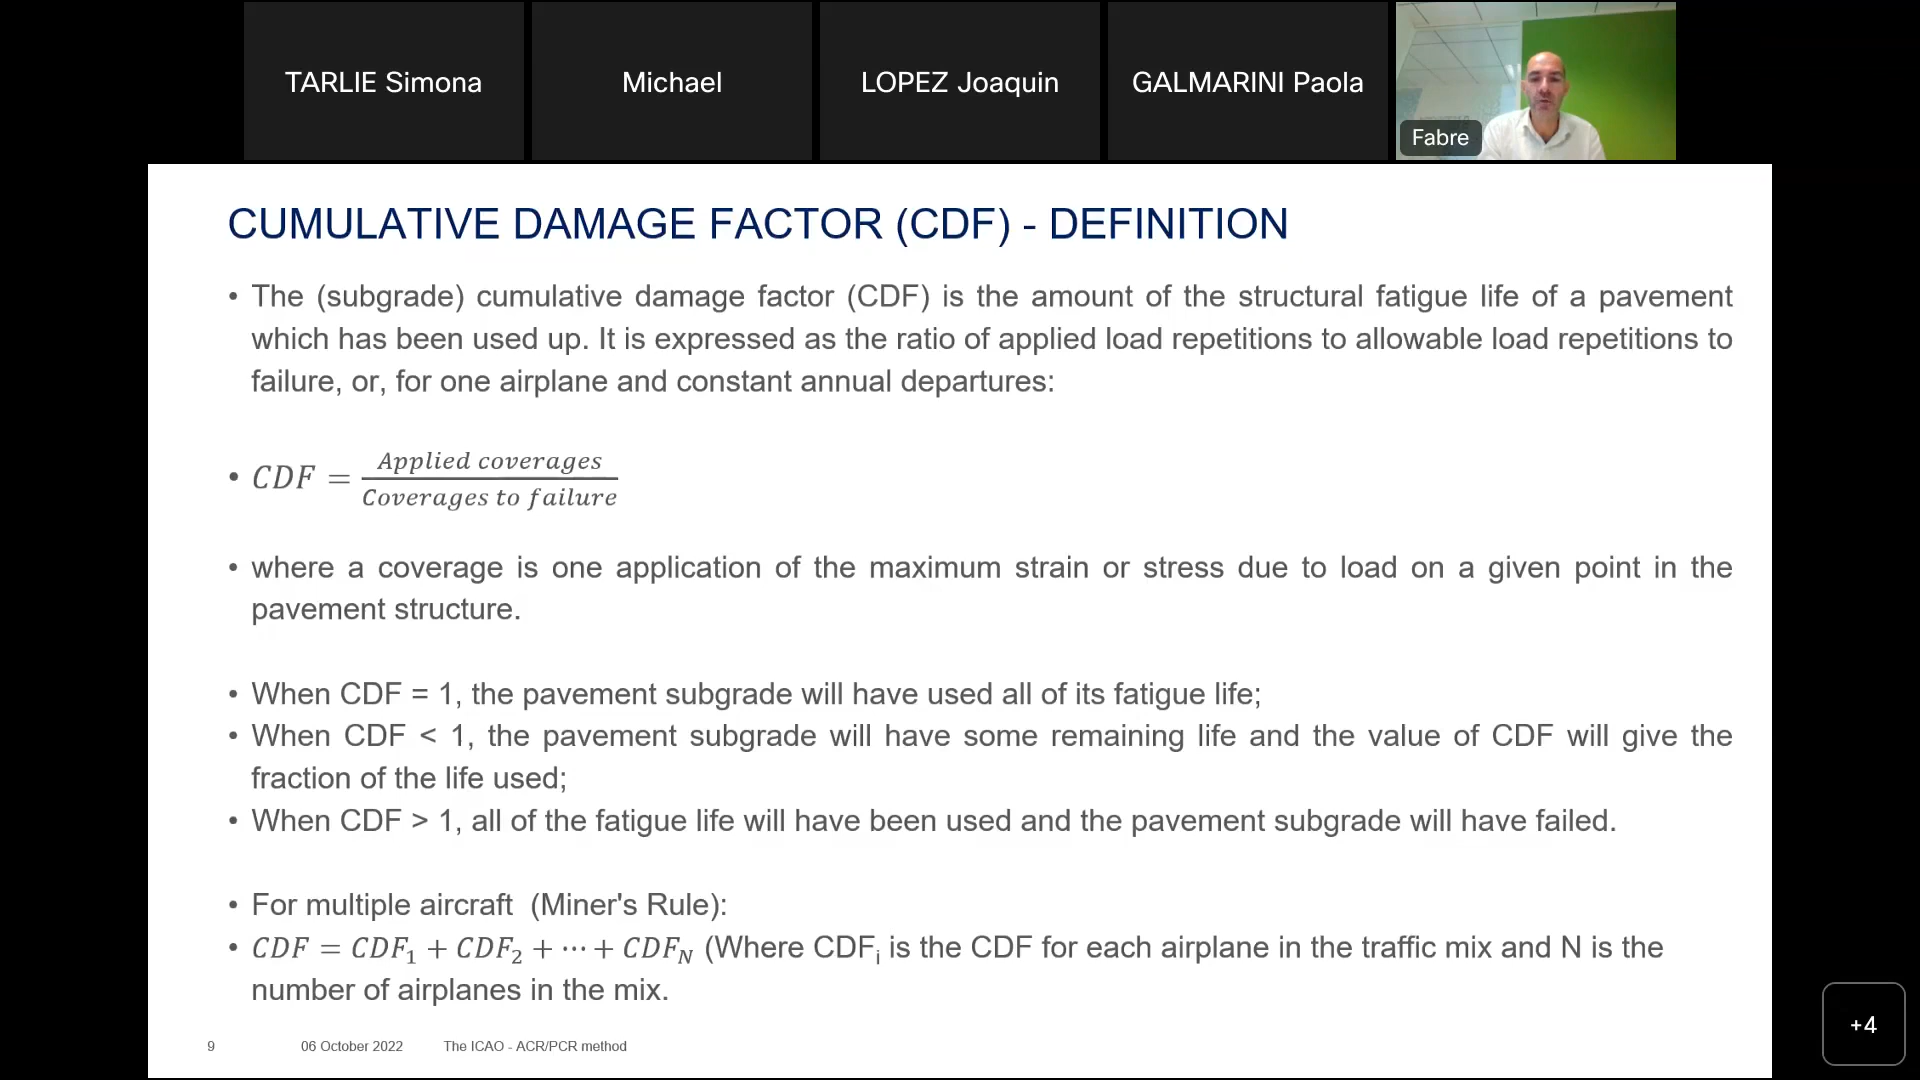 TARLIE Simona
Michael
LOPEZ Joaquin
GALMARINI Paola
Fabre
CUMULATIVE DAMAGE FACTOR (CDF) - DEFINITION
• The (subgrade) cumulative damage factor (CDF) is the amount of the structural fatigue life of a pavement
which has been used up. It is expressed as the ratio of applied load repetitions to allowable load repetitions to
failure, or, for one airplane and constant annual departures:
• CDF = Applied coverages / Coverages to failure
• where a coverage is one application of the maximum strain or stress due to load on a given point in the
pavement structure.
• When CDF = 1, the pavement subgrade will have used all of its fatigue life;
• When CDF < 1, the pavement subgrade will have some remaining life and the value of CDF will give the
fraction of the life used;
• When CDF > 1, all of the fatigue life will have been used and the pavement subgrade will have failed.
• For multiple aircraft (Miner's Rule):
• CDF = CDF₁ + CDF₂ + ⋯ + CDF_N (Where CDFᵢ is the CDF for each airplane in the traffic mix and N is the
number of airplanes in the mix.
9 06 October 2022 The ICAO - ACR/PCR method
+4